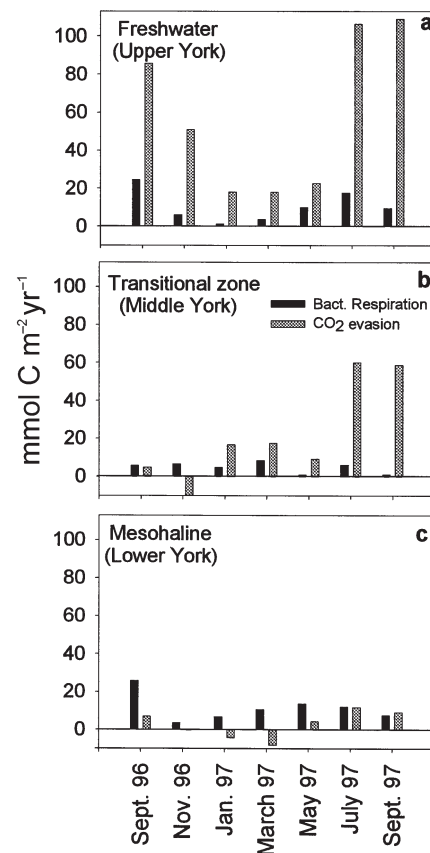 a
Freshwater
(Upper York)
100
80
60
40
20
0
b
Transitional zone
(Middle York)
Bact. Respiration
CO2 evasion
100
80
60
40
20
0
mmol C m–2 yr–1
c
Mesohaline
(Lower York)
100
80
60
40
20
0
Sept. 96
Nov. 96
Jan. 97
March 97
May 97
July 97
Sept. 97